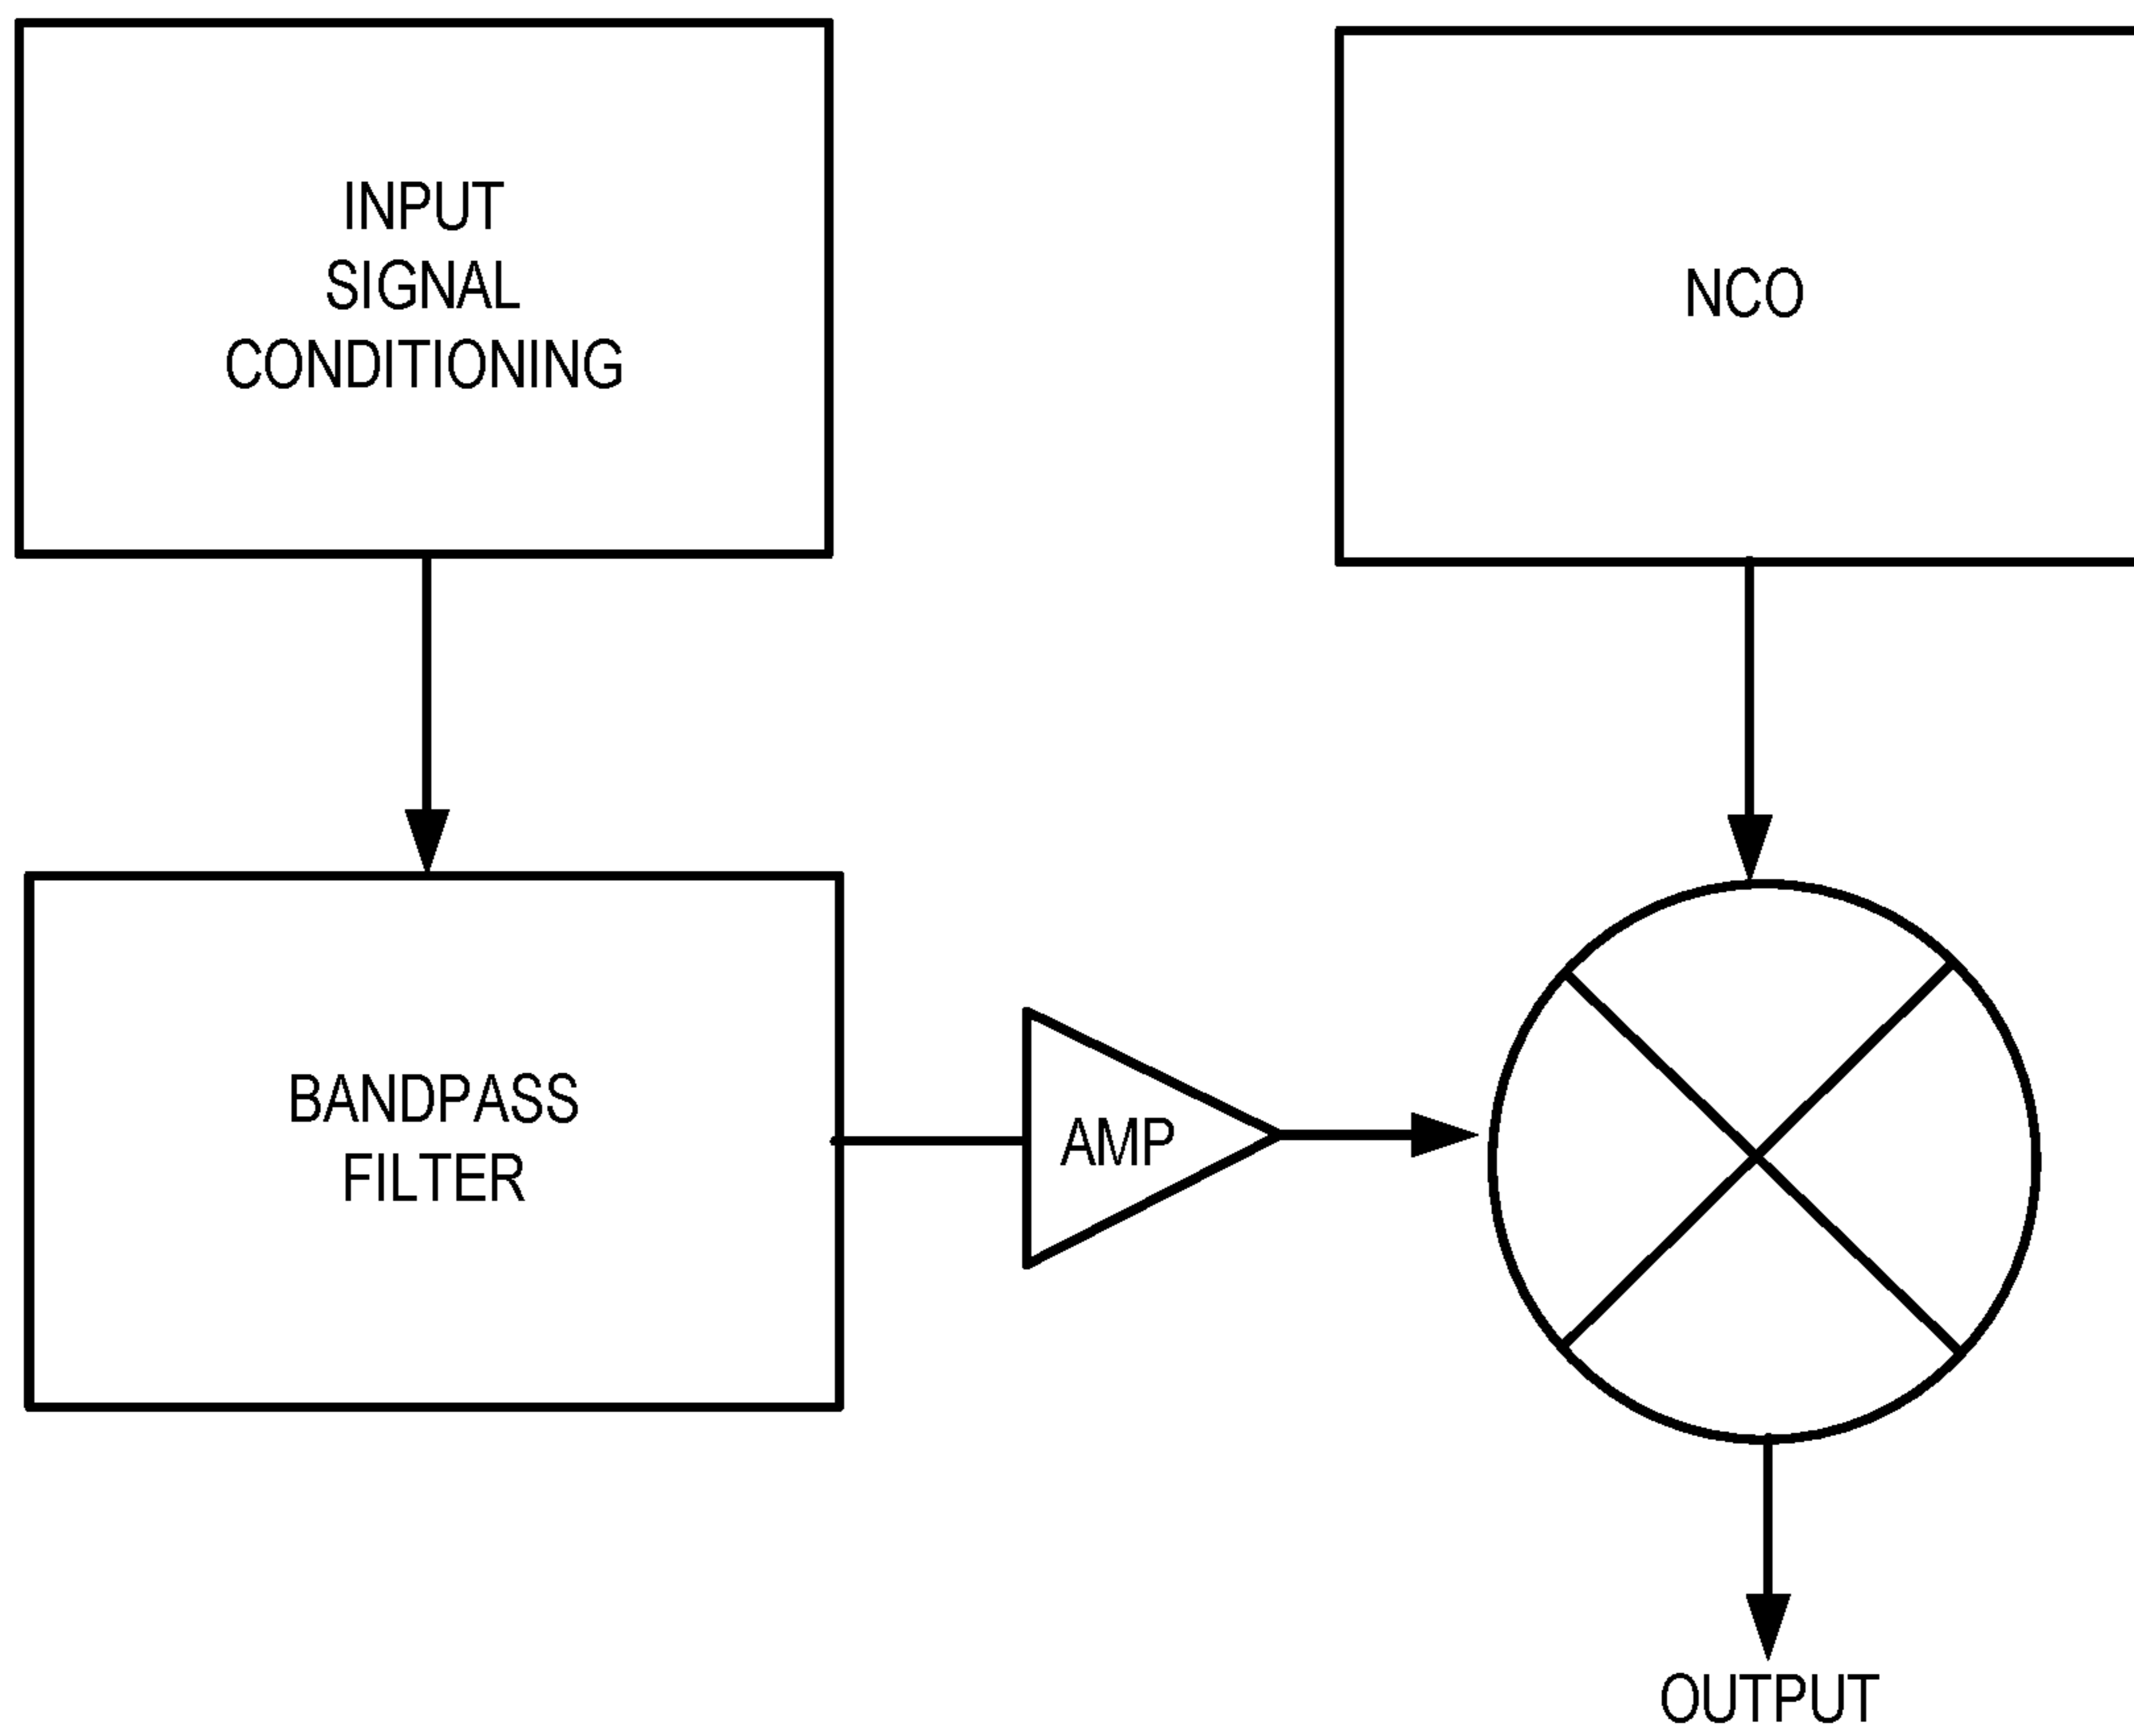 INPUT
SIGNAL
CONDITIONING
NCO
BANDPASS
FILTER
AMP
OUTPUT